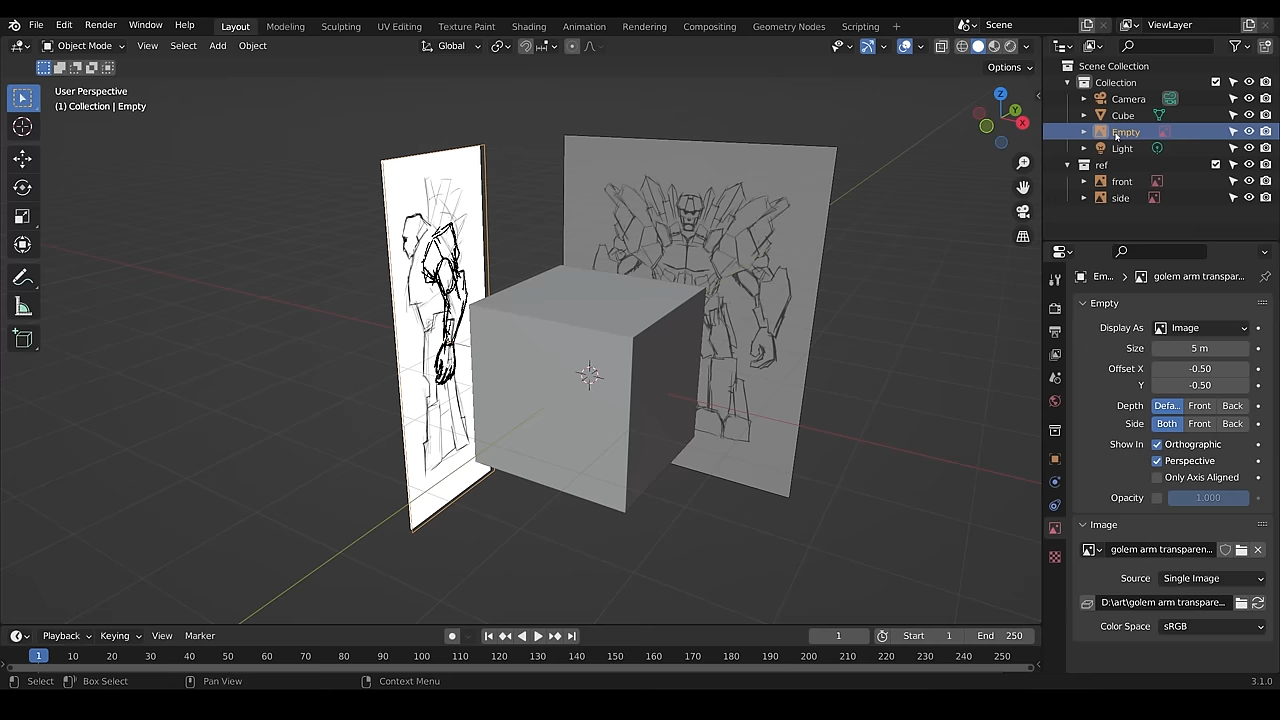 File Edit Render Window Help Layout Modeling Sculpting UV Editing Texture Paint Shading Animation Rendering Compositing Geometry Nodes Scripting + Scene ViewLayer
Object Mode View Select Add Object Global
Options
User Perspective
(1) Collection | Empty
Z
Y
X
Scene Collection
Collection
Camera
Cube
Empty
Light
ref
front
side
Em... golem arm transpar...
Empty
Display As Image
Size 5 m
Offset X -0.50
Y -0.50
Depth Defa... Front Back
Side Both Front Back
Show In Orthographic
Perspective
Only Axis Aligned
Opacity 1.000
Image
golem arm transparen...
Source Single Image
D:\art\golem arm transpare...
Color Space sRGB
Playback Keying View Marker 1 Start 1 End 250
1 10 20 30 40 50 60 70 80 90 100 110 120 130 140 150 160 170 180 190 200 210 220 230 240 250
Select Box Select Pan View Context Menu 3.1.0